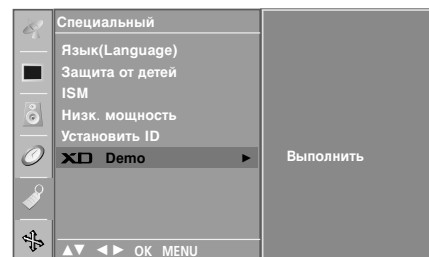 Специальный
Язык(Language)
Защита от детей
ISM
Низк. мощность
Установить ID
XD Demo ►
Выполнить
▲▼ ◄► OK MENU